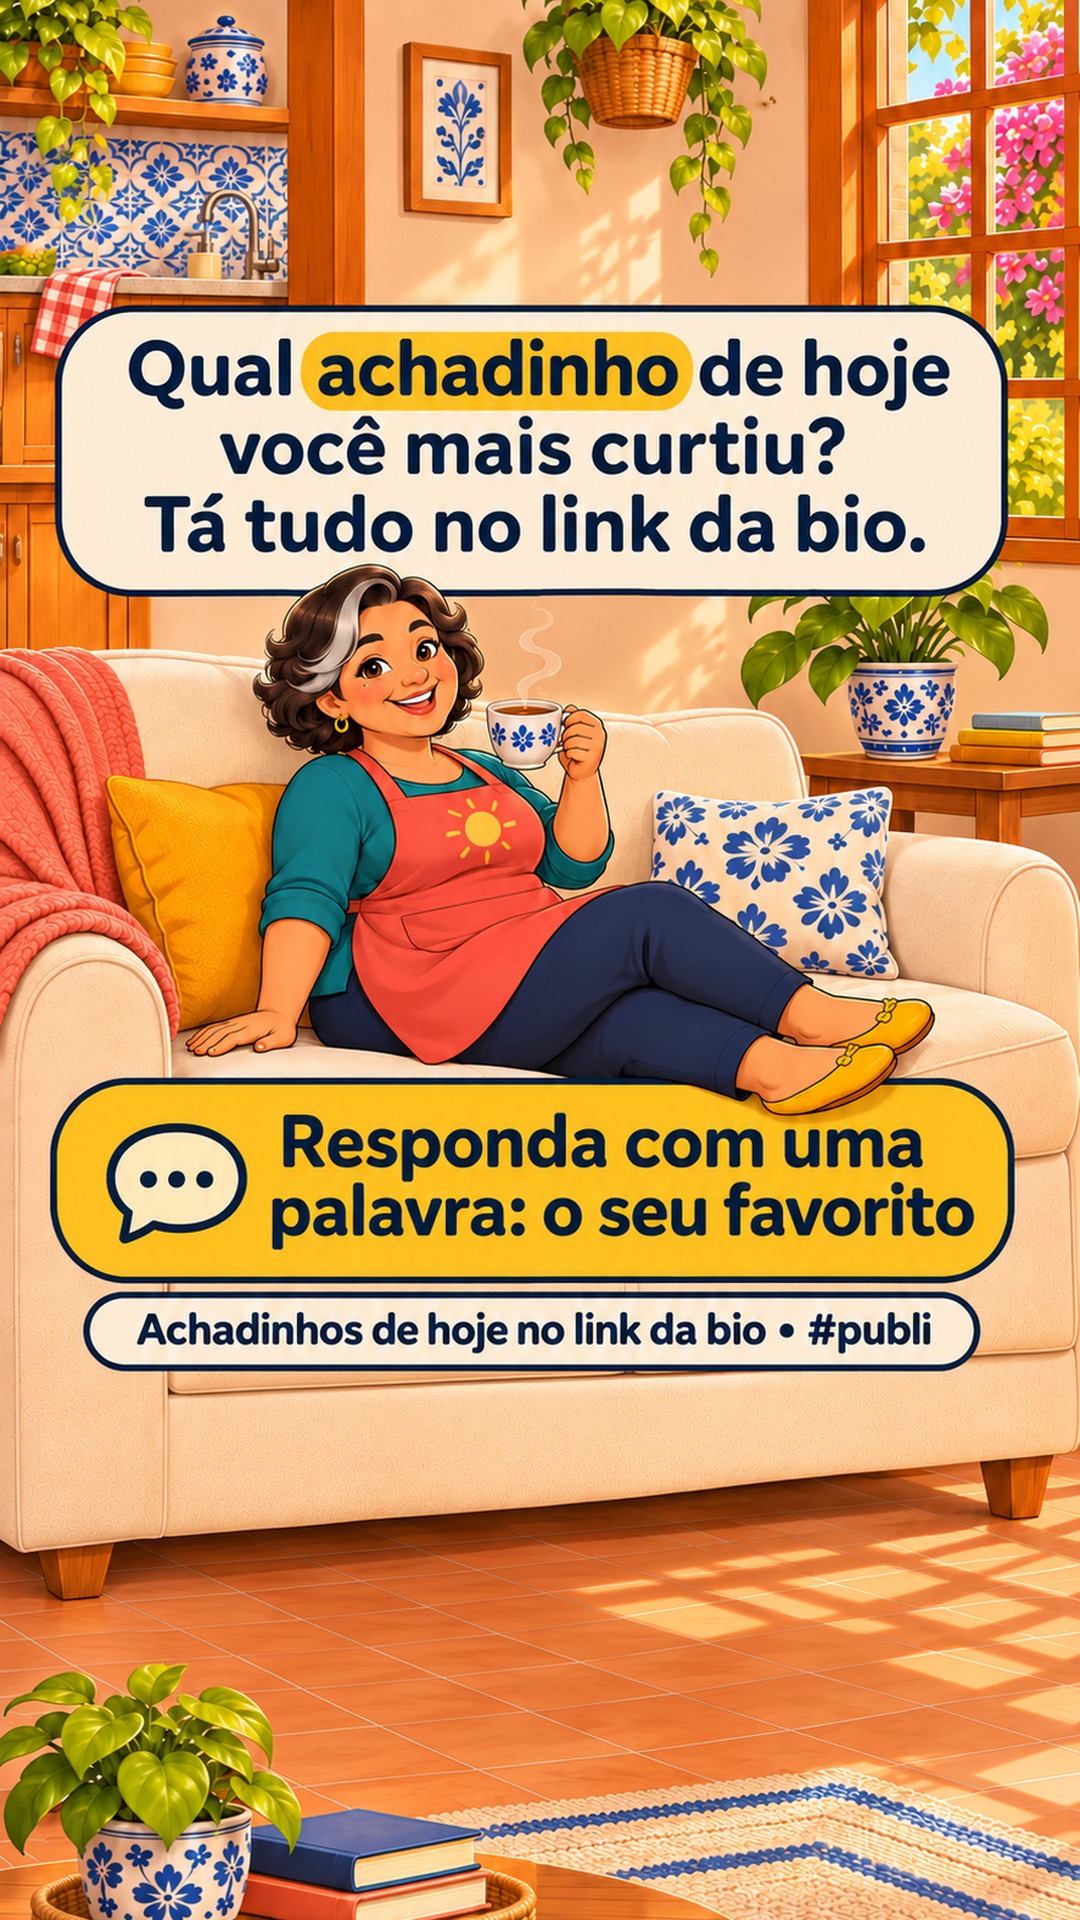 Qual achadinho de hoje
você mais curtiu?
Tá tudo no link da bio.
Responda com uma
palavra: o seu favorito
Achadinhos de hoje no link da bio • #publi